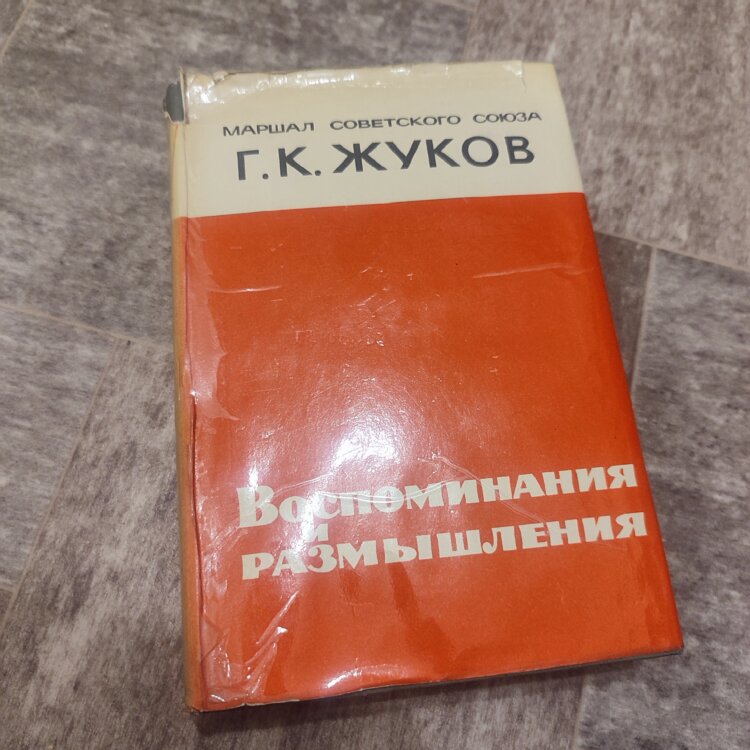 МАРШАЛ СОВЕТСКОГО СОЮЗА
Г.К.ЖУКОВ
Воспоминания
и
РАЗМЫШЛЕНИЯ